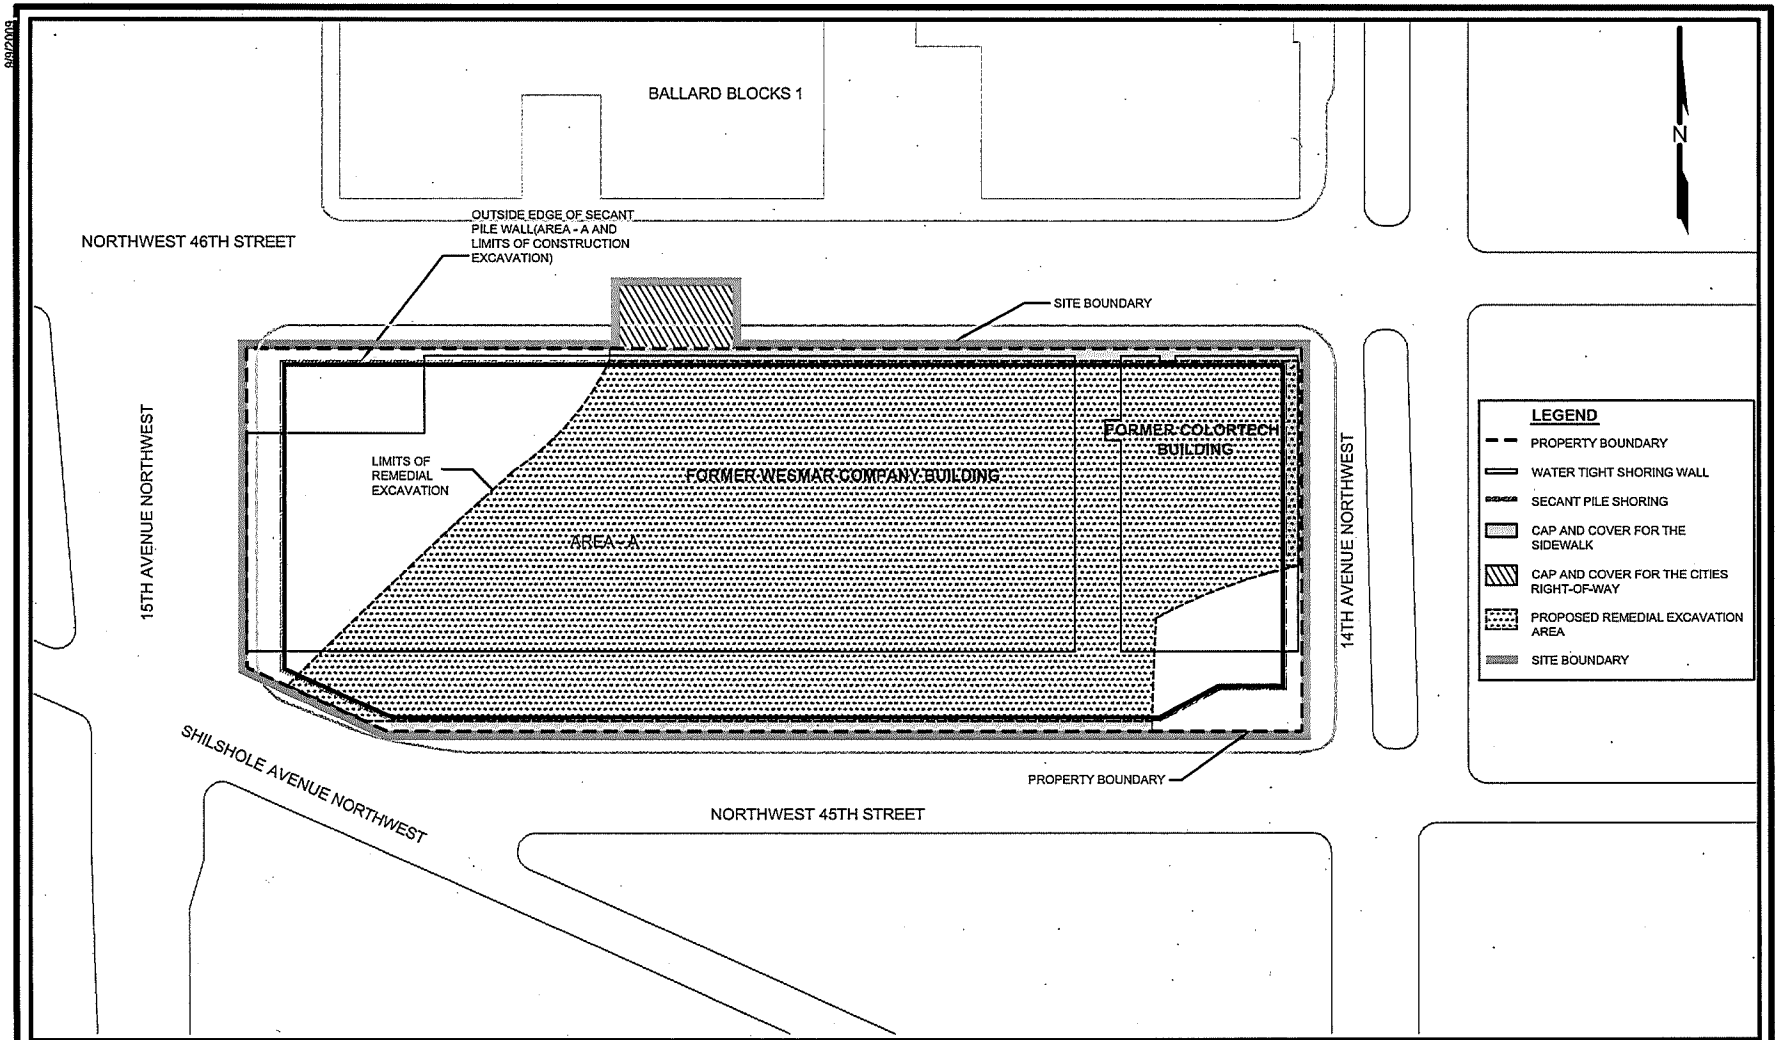 9/9/2009
BALLARD BLOCKS 1
N
OUTSIDE EDGE OF SECANT
PILE WALL(AREA - A AND
LIMITS OF CONSTRUCTION
EXCAVATION)
NORTHWEST 46TH STREET
SITE BOUNDARY
15TH AVENUE NORTHWEST
LIMITS OF
REMEDIAL
EXCAVATION
FORMER WESMAR COMPANY BUILDING
FORMER COLORTECH
BUILDING
AREA - A
14TH AVENUE NORTHWEST
LEGEND
PROPERTY BOUNDARY
WATER TIGHT SHORING WALL
SECANT PILE SHORING
CAP AND COVER FOR THE
SIDEWALK
CAP AND COVER FOR THE CITIES
RIGHT-OF-WAY
PROPOSED REMEDIAL EXCAVATION
AREA
SITE BOUNDARY
SHILSHOLE AVENUE NORTHWEST
PROPERTY BOUNDARY
NORTHWEST 45TH STREET